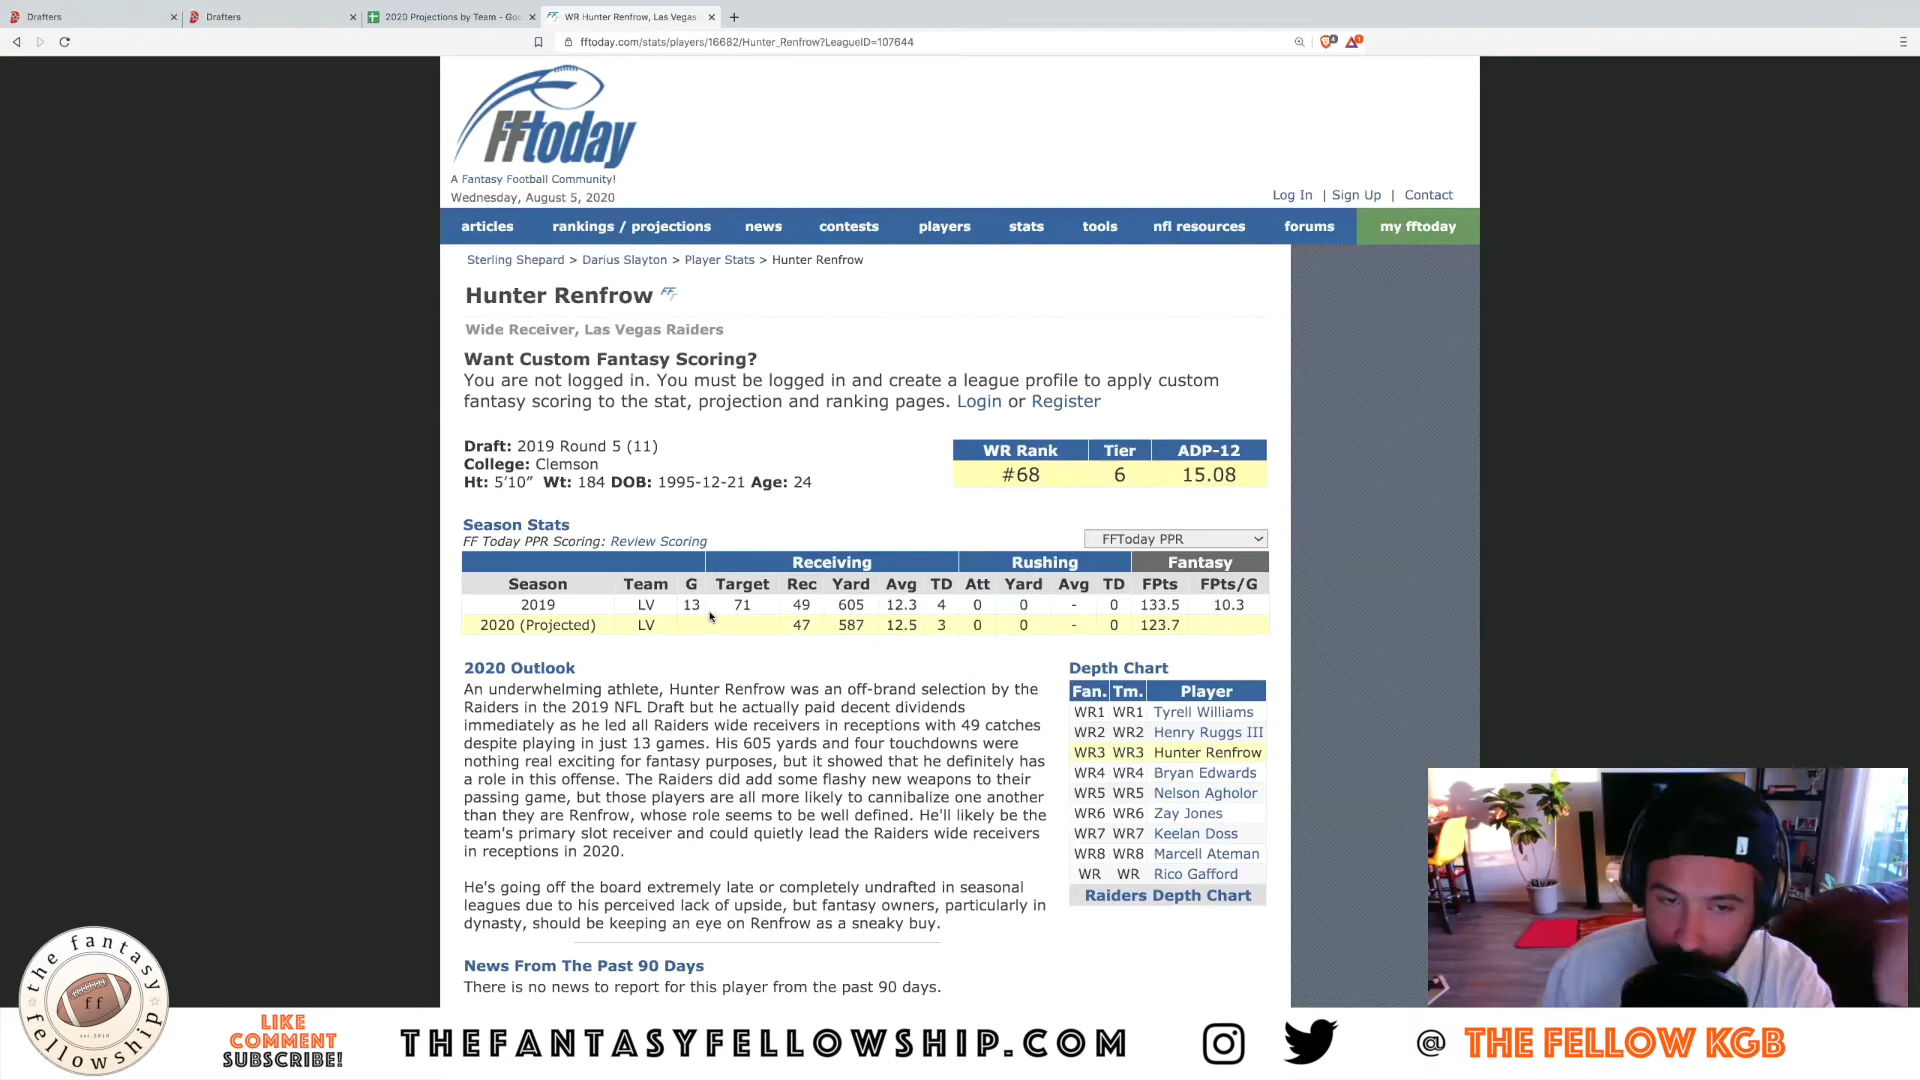 Drafters
Drafters
2020 Projections by Team - Goo
WR Hunter Renfrow, Las Vegas
fftoday.com/stats/players/16682/Hunter_Renfrow?LeagueID=107644
FFtoday
A Fantasy Football Community!
Wednesday, August 5, 2020
Log In | Sign Up | Contact
articles rankings / projections news contests players stats tools nfl resources forums my fftoday
Sterling Shepard > Darius Slayton > Player Stats > Hunter Renfrow
Hunter Renfrow
Wide Receiver, Las Vegas Raiders
Want Custom Fantasy Scoring?
You are not logged in. You must be logged in and create a league profile to apply custom
fantasy scoring to the stat, projection and ranking pages. Login or Register
Draft: 2019 Round 5 (11)
College: Clemson
Ht: 5'10" Wt: 184 DOB: 1995-12-21 Age: 24
WR Rank Tier ADP-12
#68 6 15.08
Season Stats
FF Today PPR Scoring: Review Scoring
FFToday PPR
Receiving Rushing Fantasy
Season Team G Target Rec Yard Avg TD Att Yard Avg TD FPts FPts/G
2019 LV 13 71 49 605 12.3 4 0 0 - 0 133.5 10.3
2020 (Projected) LV 47 587 12.5 3 0 0 - 0 123.7
2020 Outlook
An underwhelming athlete, Hunter Renfrow was an off-brand selection by the
Raiders in the 2019 NFL Draft but he actually paid decent dividends
immediately as he led all Raiders wide receivers in receptions with 49 catches
despite playing in just 13 games. His 605 yards and four touchdowns were
nothing real exciting for fantasy purposes, but it showed that he definitely has
a role in this offense. The Raiders did add some flashy new weapons to their
passing game, but those players are all more likely to cannibalize one another
than they are Renfrow, whose role seems to be well defined. He'll likely be the
team's primary slot receiver and could quietly lead the Raiders wide receivers
in receptions in 2020.
He's going off the board extremely late or completely undrafted in seasonal
leagues due to his perceived lack of upside, but fantasy owners, particularly in
dynasty, should be keeping an eye on Renfrow as a sneaky buy.
Depth Chart
Fan. Tm. Player
WR1 WR1 Tyrell Williams
WR2 WR2 Henry Ruggs III
WR3 WR3 Hunter Renfrow
WR4 WR4 Bryan Edwards
WR5 WR5 Nelson Agholor
WR6 WR6 Zay Jones
WR7 WR7 Keelan Doss
WR8 WR8 Marcell Ateman
WR WR Rico Gafford
Raiders Depth Chart
News From The Past 90 Days
There is no news to report for this player from the past 90 days.
the fantasy
ff
est.2010
fellowship
LIKE
COMMENT
SUBSCRIBE!
THEFANTASYFELLOWSHIP.COM
@ THE FELLOW KGB